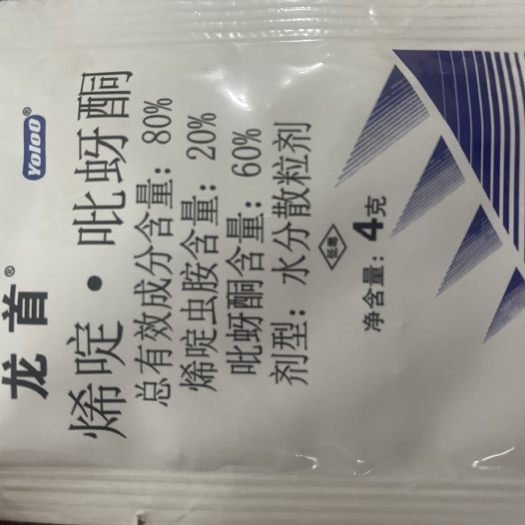 Yoloo®
龙首®
烯啶·吡蚜酮
总有效成分含量：80%
烯啶虫胺含量：20%
吡蚜酮含量：60%
剂型：水分散粒剂
低毒
净含量：4克